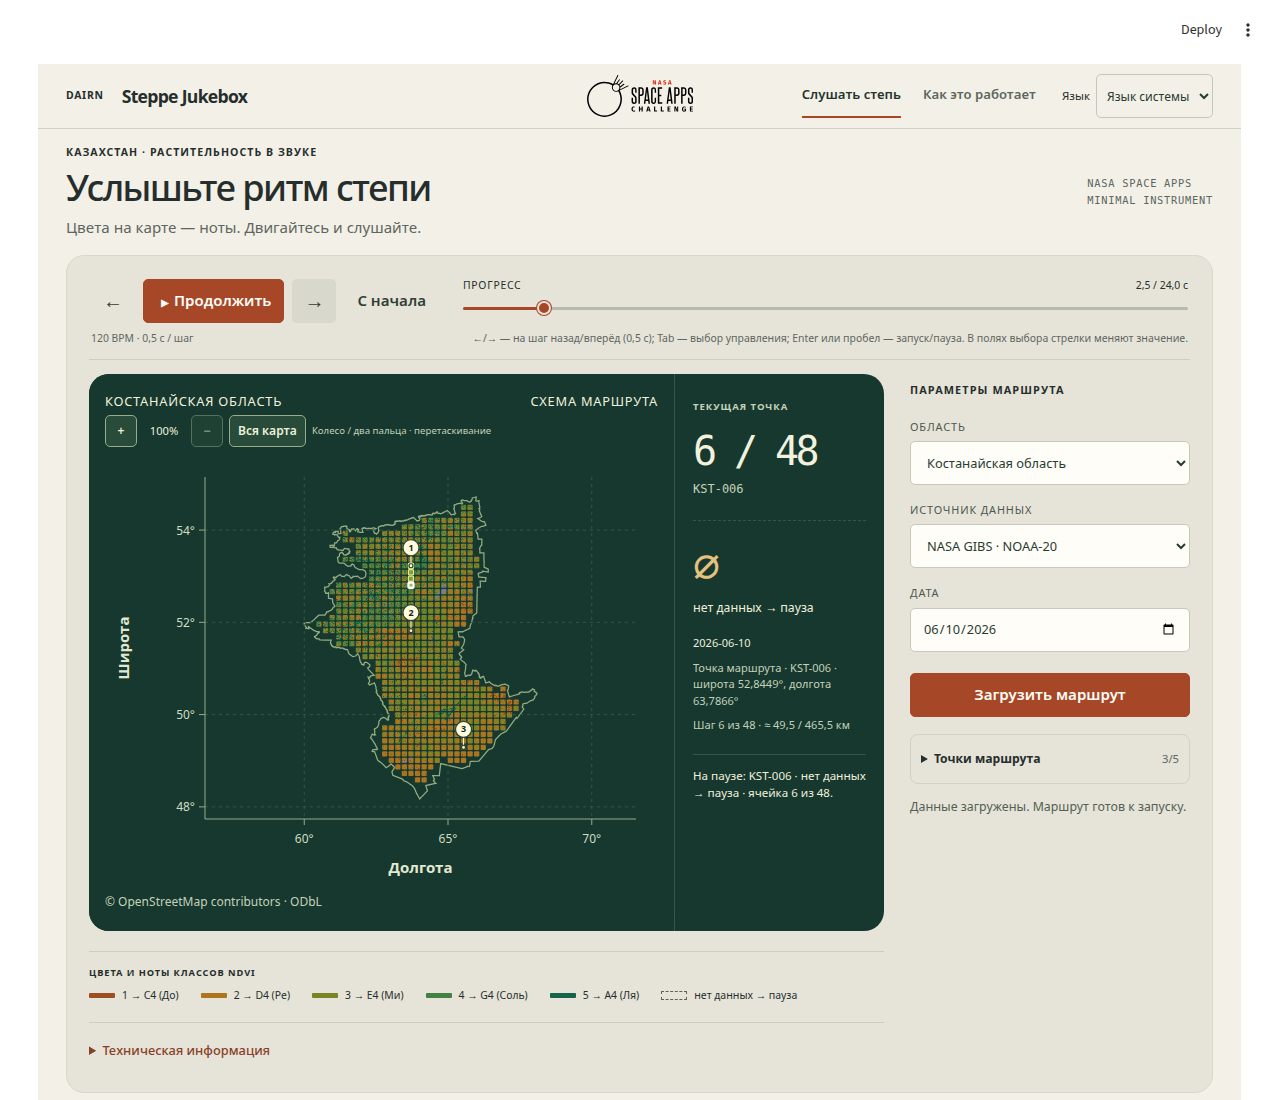 Deploy
DAIRN
Steppe Jukebox
NASA
SPACE APPS
CHALLENGE
Слушать степь
Как это работает
Язык
Язык системы
КАЗАХСТАН · РАСТИТЕЛЬНОСТЬ В ЗВУКЕ
Услышьте ритм степи
Цвета на карте — ноты. Двигайтесь и слушайте.
NASA SPACE APPS
MINIMAL INSTRUMENT
←
▶ Продолжить
→
С начала
ПРОГРЕСС
2,5 / 24,0 с
120 BPM · 0,5 с / шаг
←/→ — на шаг назад/вперёд (0,5 с); Tab — выбор управления; Enter или пробел — запуск/пауза. В полях выбора стрелки меняют значение.
КОСТАНАЙСКАЯ ОБЛАСТЬ
СХЕМА МАРШРУТА
+
100%
−
Вся карта
Колесо / два пальца · перетаскивание
54°
52°
50°
48°
Широта
1
2
3
60°
65°
70°
Долгота
© OpenStreetMap contributors · ODbL
ТЕКУЩАЯ ТОЧКА
6 / 48
KST-006
∅
нет данных → пауза
2026-06-10
Точка маршрута · KST-006 ·
широта 52,8449°, долгота
63,7866°
Шаг 6 из 48 · ≈ 49,5 / 465,5 км
На паузе: KST-006 · нет данных
→ пауза · ячейка 6 из 48.
ПАРАМЕТРЫ МАРШРУТА
ОБЛАСТЬ
Костанайская область
ИСТОЧНИК ДАННЫХ
NASA GIBS · NOAA-20
ДАТА
06/10/2026
Загрузить маршрут
▶ Точки маршрута
3/5
Данные загружены. Маршрут готов к запуску.
ЦВЕТА И НОТЫ КЛАССОВ NDVI
1 → C4 (До)
2 → D4 (Ре)
3 → E4 (Ми)
4 → G4 (Соль)
5 → A4 (Ля)
нет данных → пауза
▶ Техническая информация